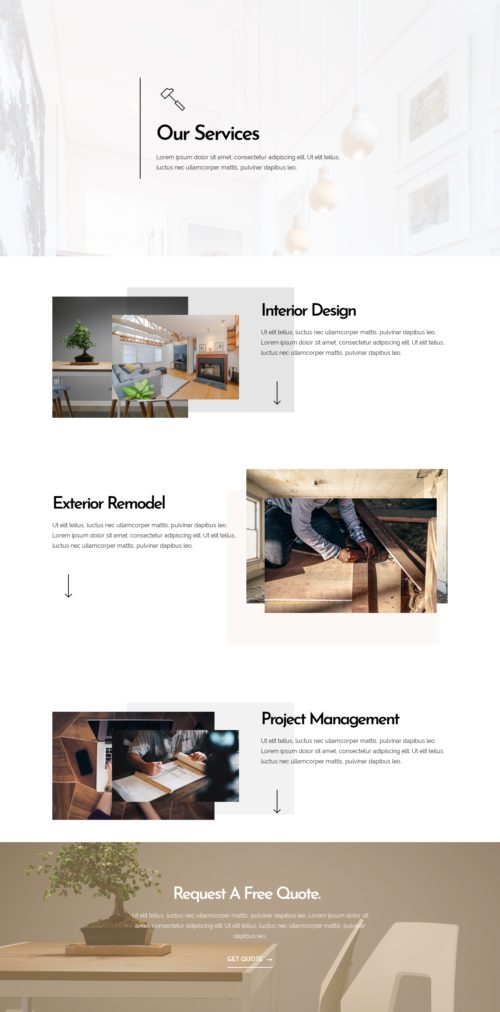 Our Services
Lorem ipsum dolor sit amet, consectetur adipiscing elit. Ut elit tellus,
luctus nec ullamcorper mattis, pulvinar dapibus leo.
Interior Design
Ut elit tellus, luctus nec ullamcorper mattis, pulvinar dapibus leo.
Lorem ipsum dolor sit amet, consectetur adipiscing elit. Ut elit tellus,
luctus nec ullamcorper mattis, pulvinar dapibus leo.
Exterior Remodel
Ut elit tellus, luctus nec ullamcorper mattis, pulvinar dapibus leo.
Lorem ipsum dolor sit amet, consectetur adipiscing elit. Ut elit tellus,
luctus nec ullamcorper mattis, pulvinar dapibus leo.
Project Management
Ut elit tellus, luctus nec ullamcorper mattis, pulvinar dapibus leo.
Lorem ipsum dolor sit amet, consectetur adipiscing elit. Ut elit tellus,
luctus nec ullamcorper mattis, pulvinar dapibus leo.
Request A Free Quote.
Ut elit tellus, luctus nec ullamcorper mattis, pulvinar dapibus leo. Lorem ipsum dolor sit
amet, consectetur adipiscing elit. Ut elit tellus, luctus nec ullamcorper mattis, pulvinar
dapibus leo.
GET QUOTE →